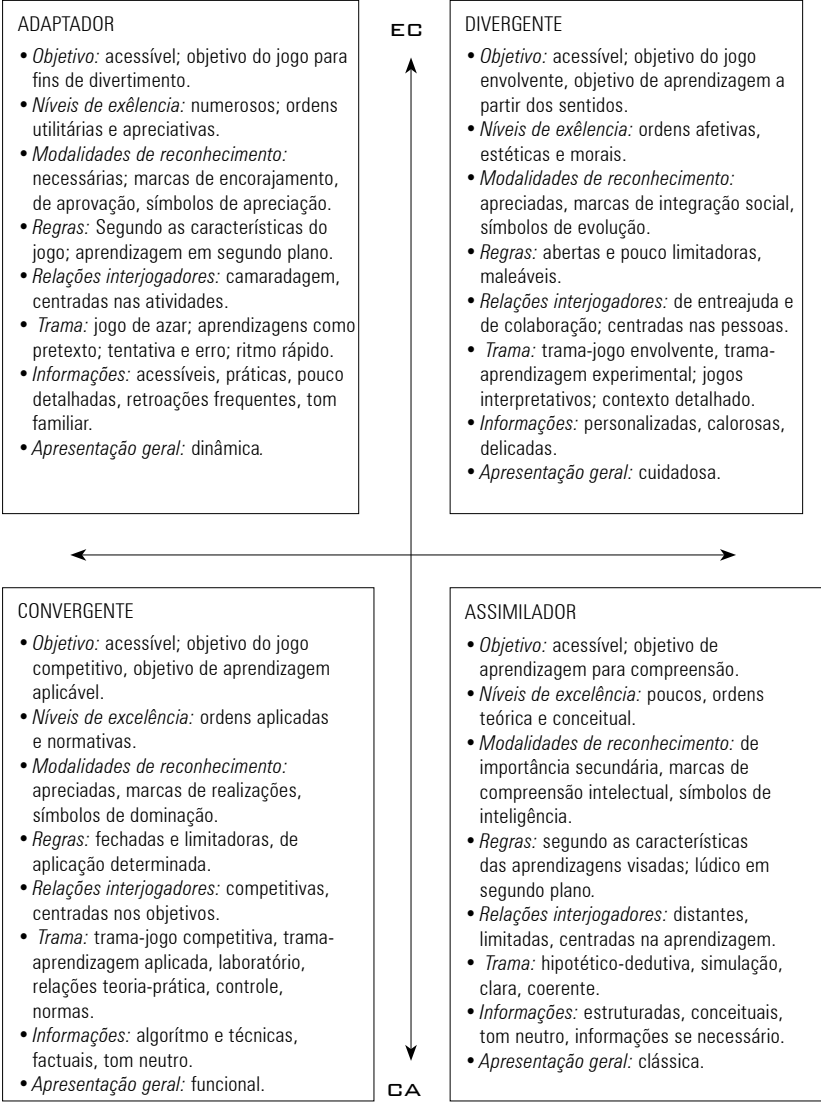 ADAPTADOR
• Objetivo: acessível; objetivo do jogo para
fins de divertimento.
• Níveis de exêlencia: numerosos; ordens
utilitárias e apreciativas.
• Modalidades de reconhecimento:
necessárias; marcas de encorajamento,
de aprovação, símbolos de apreciação.
• Regras: Segundo as características do
jogo; aprendizagem em segundo plano.
• Relações interjogadores: camaradagem,
centradas nas atividades.
• Trama: jogo de azar; aprendizagens como
pretexto; tentativa e erro; ritmo rápido.
• Informações: acessíveis, práticas, pouco
detalhadas, retroações frequentes, tom
familiar.
• Apresentação geral: dinâmica.
EC
DIVERGENTE
• Objetivo: acessível; objetivo do jogo
envolvente, objetivo de aprendizagem a
partir dos sentidos.
• Níveis de exêlencia: ordens afetivas,
estéticas e morais.
• Modalidades de reconhecimento:
apreciadas, marcas de integração social,
símbolos de evolução.
• Regras: abertas e pouco limitadoras,
maleáveis.
• Relações interjogadores: de entreajuda e
de colaboração; centradas nas pessoas.
• Trama: trama-jogo envolvente, trama-
aprendizagem experimental; jogos
interpretativos; contexto detalhado.
• Informações: personalizadas, calorosas,
delicadas.
• Apresentação geral: cuidadosa.
CONVERGENTE
• Objetivo: acessível; objetivo do jogo
competitivo, objetivo de aprendizagem
aplicável.
• Níveis de excelência: ordens aplicadas
e normativas.
• Modalidades de reconhecimento:
apreciadas, marcas de realizações,
símbolos de dominação.
• Regras: fechadas e limitadoras, de
aplicação determinada.
• Relações interjogadores: competitivas,
centradas nos objetivos.
• Trama: trama-jogo competitiva, trama-
aprendizagem aplicada, laboratório,
relações teoria-prática, controle,
normas.
• Informações: algorítmo e técnicas,
factuais, tom neutro.
• Apresentação geral: funcional.
CA
ASSIMILADOR
• Objetivo: acessível; objetivo de
aprendizagem para compreensão.
• Níveis de excelência: poucos, ordens
teórica e conceitual.
• Modalidades de reconhecimento: de
importância secundária, marcas de
compreensão intelectual, símbolos de
inteligência.
• Regras: segundo as características
das aprendizagens visadas; lúdico em
segundo plano.
• Relações interjogadores: distantes,
limitadas, centradas na aprendizagem.
• Trama: hipotético-dedutiva, simulação,
clara, coerente.
• Informações: estruturadas, conceituais,
tom neutro, informações se necessário.
• Apresentação geral: clássica.